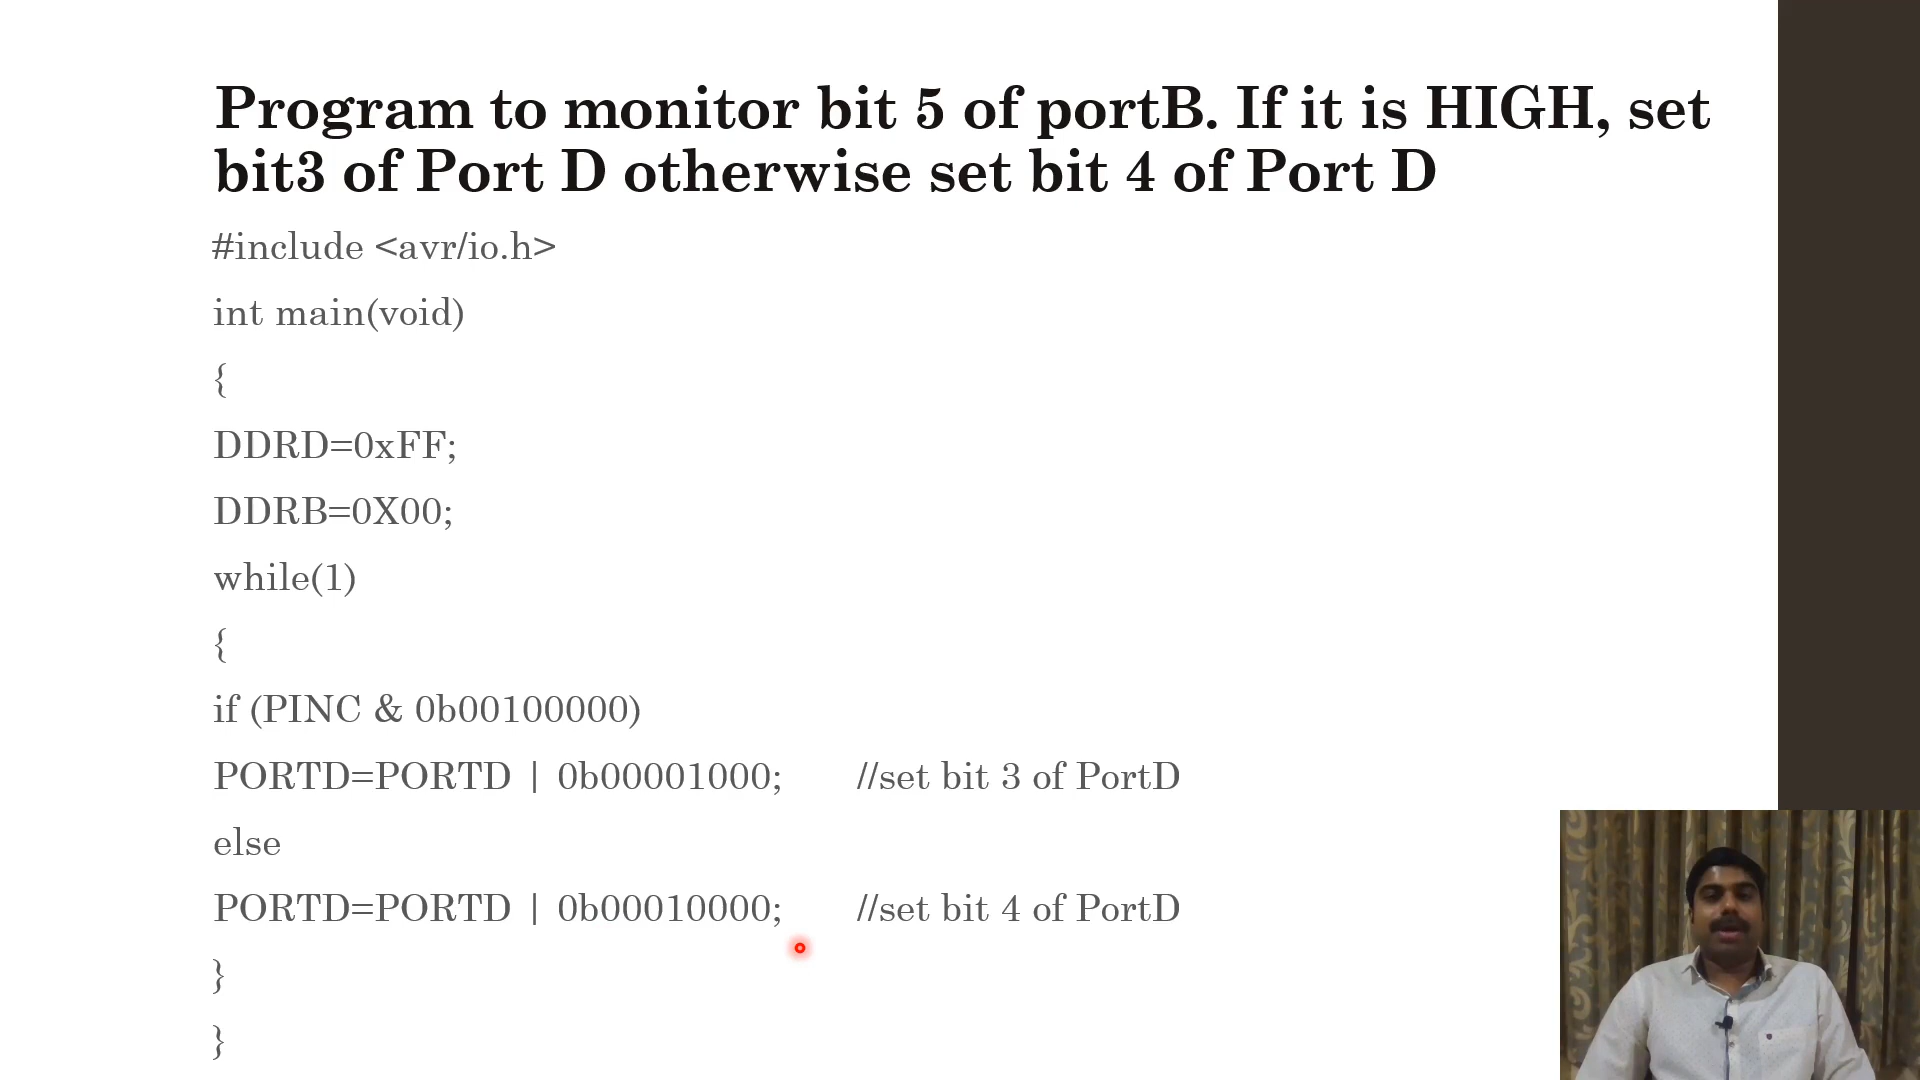 Program to monitor bit 5 of portB. If it is HIGH, set
bit3 of Port D otherwise set bit 4 of Port D
#include <avr/io.h>
int main(void)
{
DDRD=0xFF;
DDRB=0X00;
while(1)
{
if (PINC & 0b00100000)
PORTD=PORTD | 0b00001000; //set bit 3 of PortD
else
PORTD=PORTD | 0b00010000; //set bit 4 of PortD
}
}